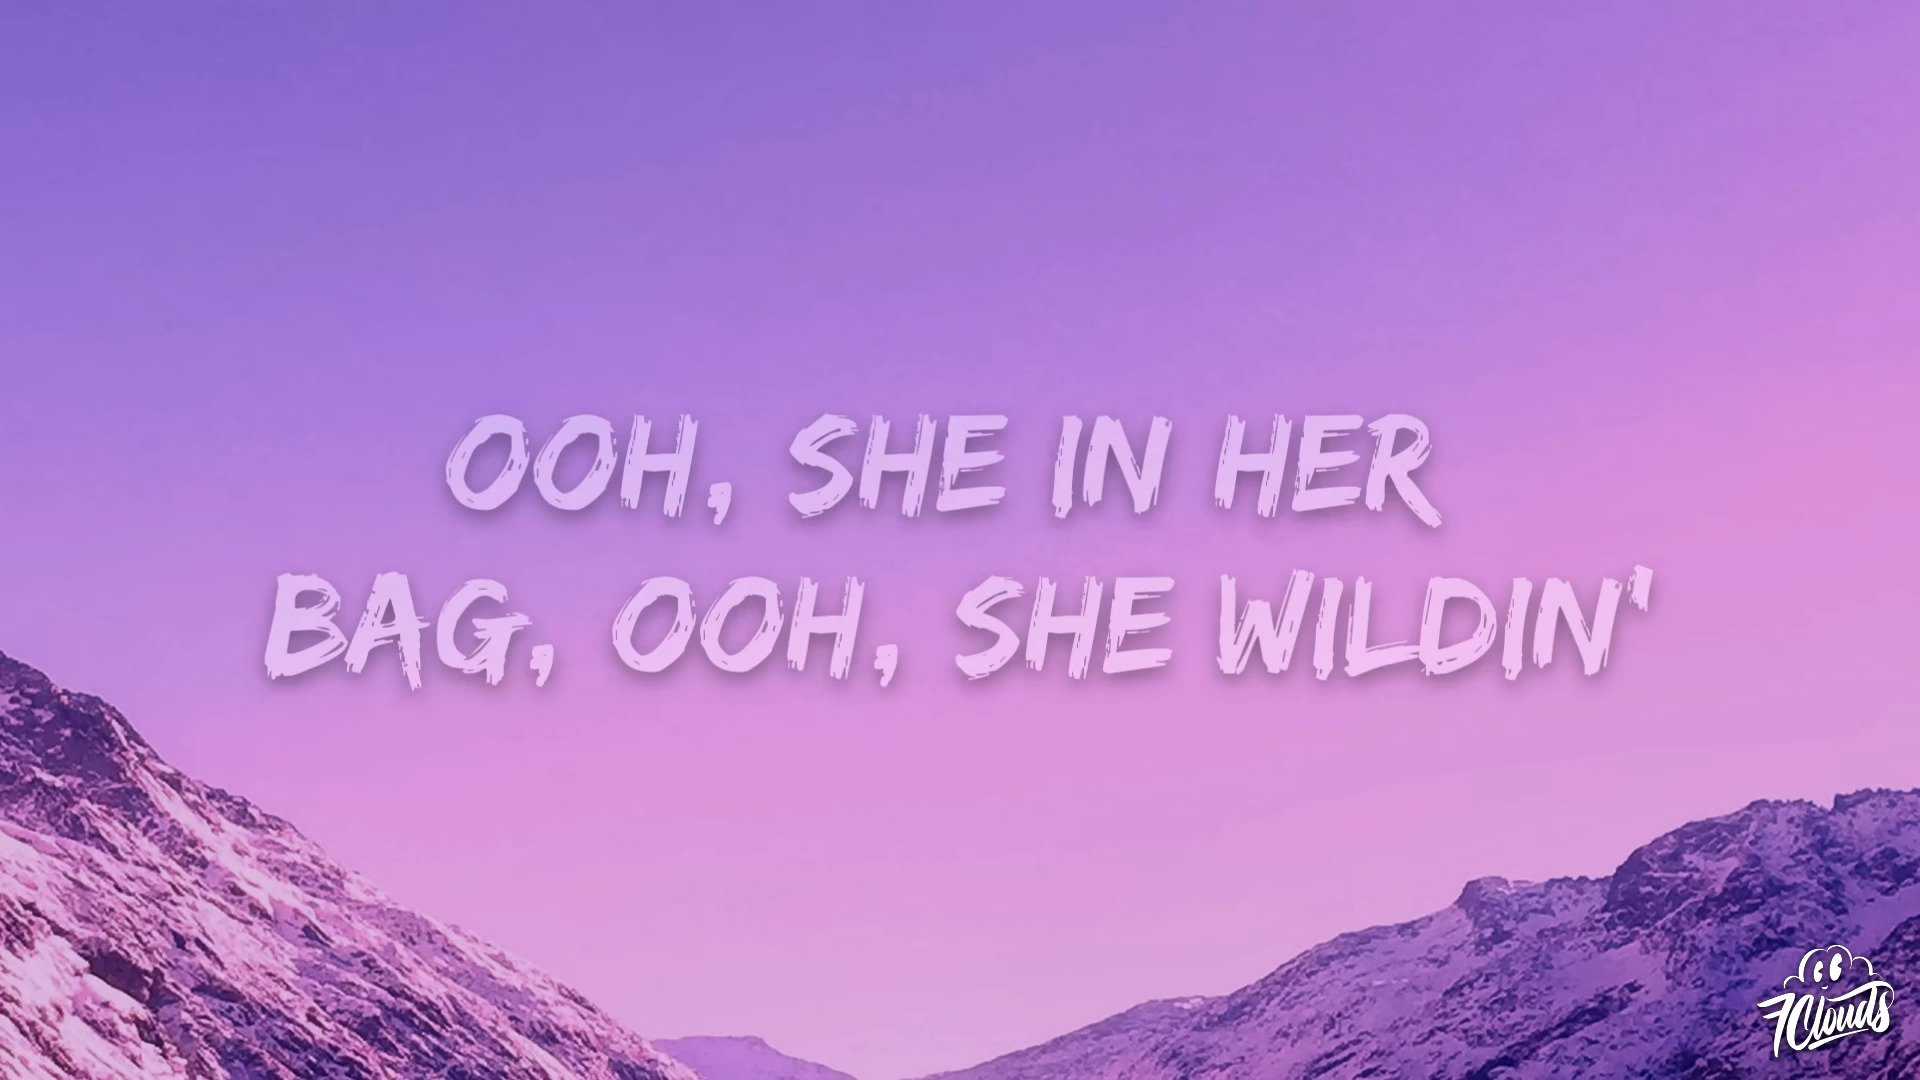 OOH, SHE IN HER
BAG, OOH, SHE WILDIN'
7Clouds